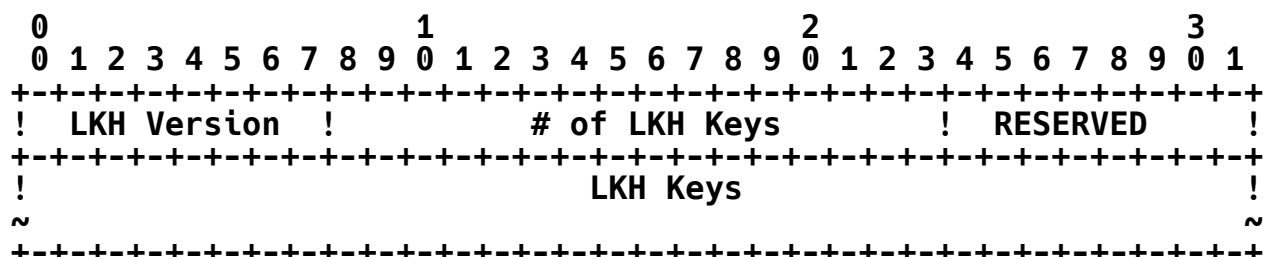 0                   1                   2                   3
 0 1 2 3 4 5 6 7 8 9 0 1 2 3 4 5 6 7 8 9 0 1 2 3 4 5 6 7 8 9 0 1
+-+-+-+-+-+-+-+-+-+-+-+-+-+-+-+-+-+-+-+-+-+-+-+-+-+-+-+-+-+-+-+-+
!  LKH Version  !          # of LKH Keys        !  RESERVED     !
+-+-+-+-+-+-+-+-+-+-+-+-+-+-+-+-+-+-+-+-+-+-+-+-+-+-+-+-+-+-+-+-+
!                             LKH Keys                          !
~                                                               ~
+-+-+-+-+-+-+-+-+-+-+-+-+-+-+-+-+-+-+-+-+-+-+-+-+-+-+-+-+-+-+-+-+